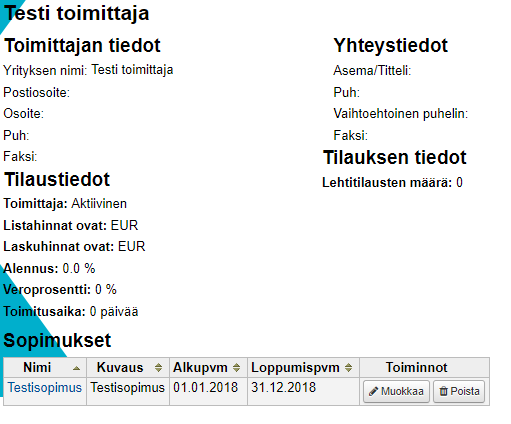 Testi toimittaja
Toimittajan tiedot
Yrityksen nimi: Testi toimittaja
Postiosoite:
Osoite:
Puh:
Faksi:
Yhteystiedot
Asema/Titteli:
Puh:
Vaihtoehtoinen puhelin:
Faksi:
Tilaustiedot
Toimittaja: Aktiivinen
Listahinnat ovat: EUR
Laskuhinnat ovat: EUR
Alennus: 0.0 %
Veroprosentti: 0 %
Toimitusaika: 0 päivää
Tilauksen tiedot
Lehtitilausten määrä: 0
Sopimukset
Nimi Kuvaus Alkupvm Loppumispvm Toiminnot
Testisopimus Testisopimus 01.01.2018 31.12.2018 Muokkaa Poista